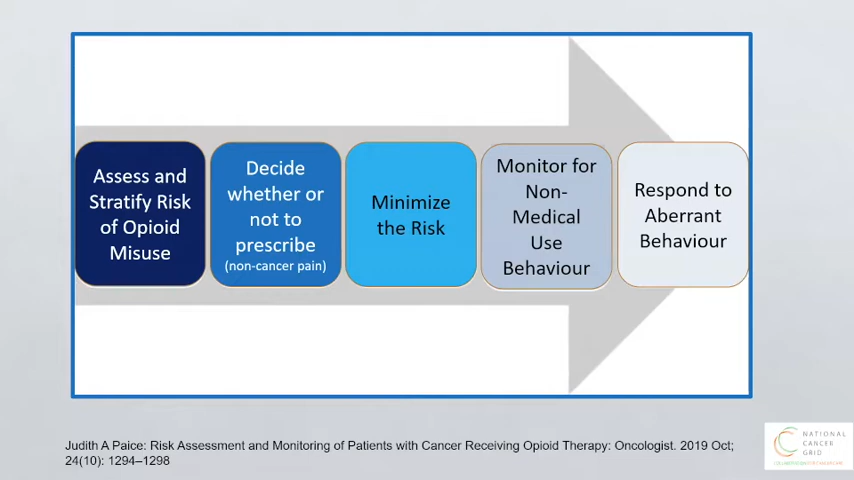 Assess and
Stratify Risk
of Opioid
Misuse
Decide
whether or
not to
prescribe
(non-cancer pain)
Minimize
the Risk
Monitor for
Non-
Medical
Use
Behaviour
Respond to
Aberrant
Behaviour
Judith A Paice: Risk Assessment and Monitoring of Patients with Cancer Receiving Opioid Therapy: Oncologist. 2019 Oct;
24(10): 1294–1298
NATIONAL
CANCER
GRID